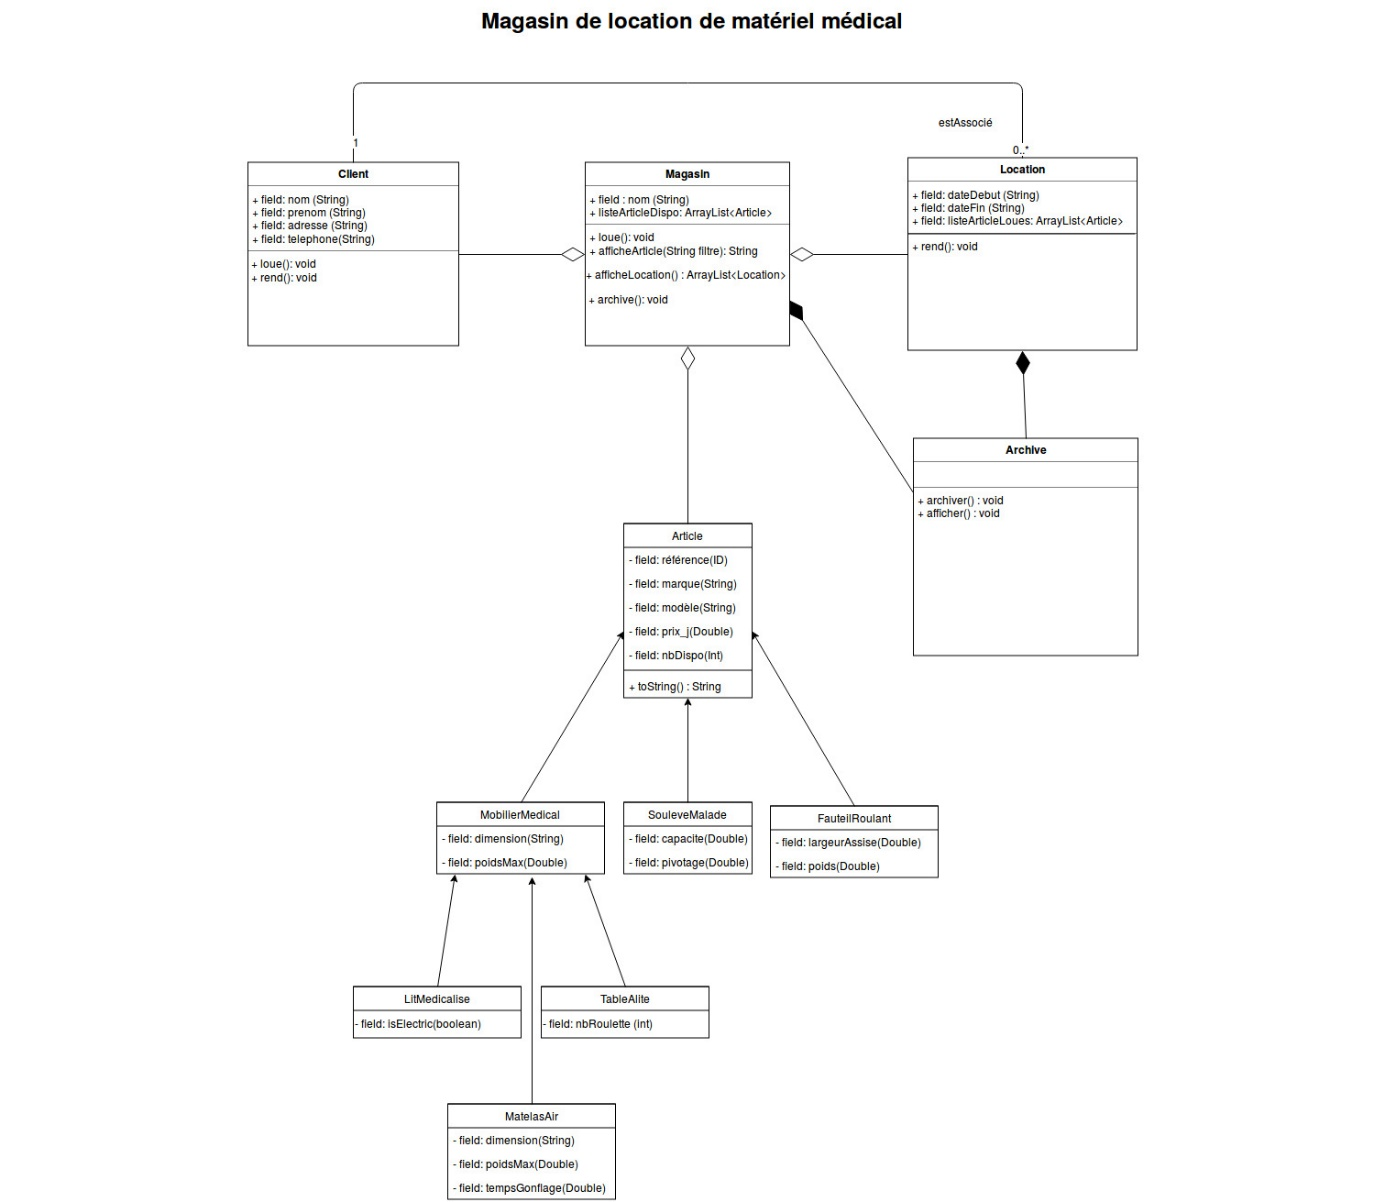 Magasin de location de matériel médical
estAssocié
1
0..*
Client
+ field: nom (String)
+ field: prenom (String)
+ field: adresse (String)
+ field: telephone(String)
+ loue(): void
+ rend(): void
Magasin
+ field : nom (String)
+ listeArticleDispo: ArrayList<Article>
+ loue(): void
+ afficheArticle(String filtre): String
+ afficheLocation() : ArrayList<Location>
+ archive(): void
Location
+ field: dateDebut (String)
+ field: dateFin (String)
+ field: listeArticleLoues: ArrayList<Article>
+ rend(): void
Archive
+ archiver() : void
+ afficher() : void
Article
- field: référence(ID)
- field: marque(String)
- field: modèle(String)
- field: prix_j(Double)
- field: nbDispo(Int)
+ toString() : String
MobilierMedical
- field: dimension(String)
- field: poidsMax(Double)
SouleveMalade
- field: capacite(Double)
- field: pivotage(Double)
FauteilRoulant
- field: largeurAssise(Double)
- field: poids(Double)
LitMedicalise
- field: isElectric(boolean)
TableAlite
- field: nbRoulette (int)
MatelasAir
- field: dimension(String)
- field: poidsMax(Double)
- field: tempsGonflage(Double)